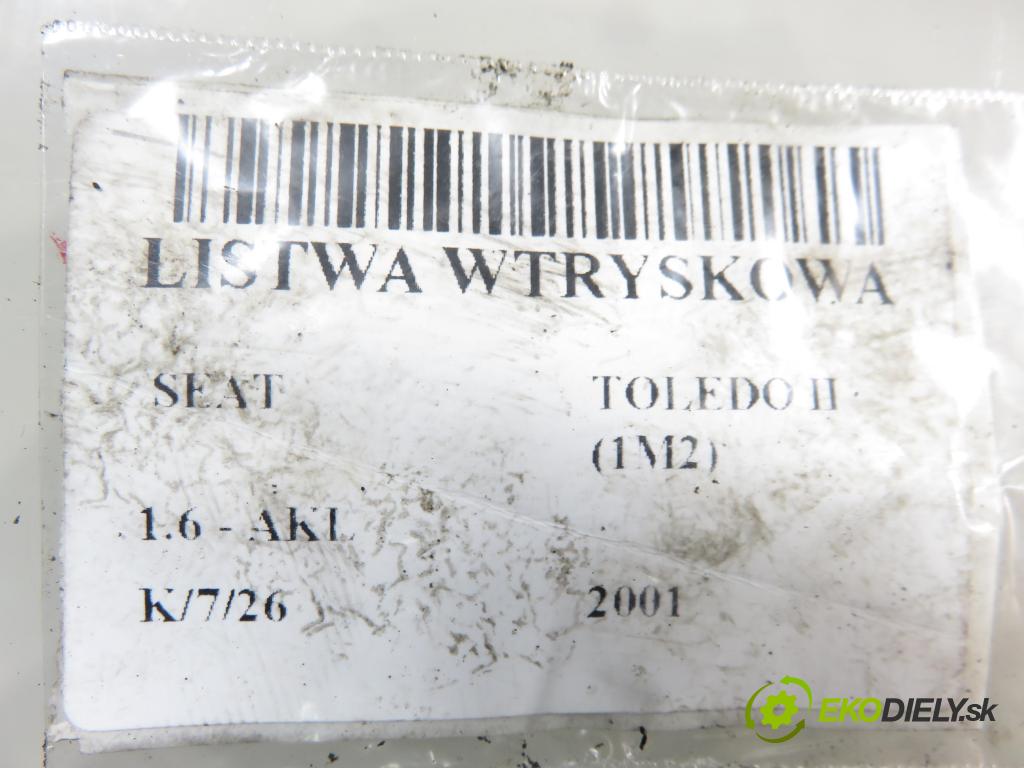 LISTWA WTRYSKOWA
SEAT TOLEDO II
(1M2)
1.6 - AKL
K/7/26 2001
EKODIELY.sk